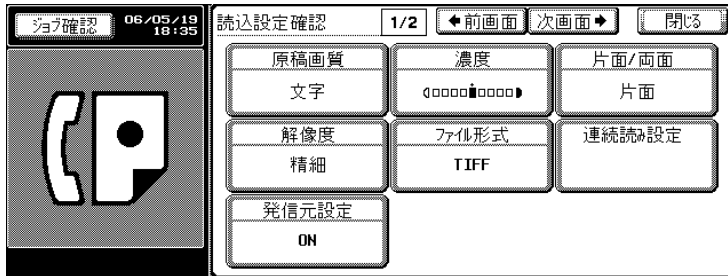 ジョブ確認 06/05/19
18:35
読込設定確認 1/2 ←前画面 次画面→ 閉じる
原稿画質 濃度 片面/両面
文字 片面
解像度 ファイル形式 連続読み設定
精細 TIFF
発信元設定
ON